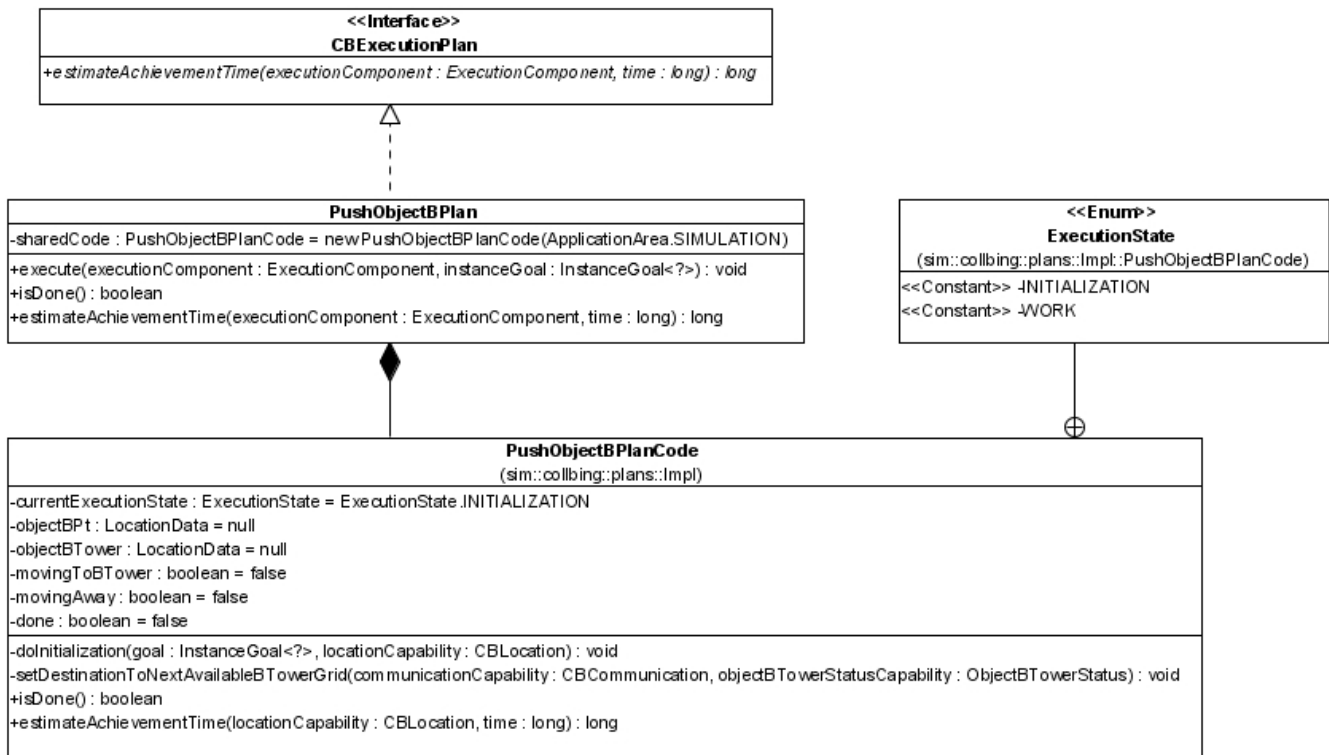 <<Interface>>
CBExecutionPlan
+estimateAchievementTime(executionComponent : ExecutionComponent, time : long) : long
PushObjectBPlan
-sharedCode : PushObjectBPlanCode = newPushObjectBPlanCode(ApplicationArea.SIMULATION)
+execute(executionComponent : ExecutionComponent, instanceGoal : InstanceGoal<?>) : void
+isDone() : boolean
+estimateAchievementTime(executionComponent : ExecutionComponent, time : long) : long
<<Enum>>
ExecutionState
(sim::collbing::plans::Impl::PushObjectBPlanCode)
<<Constant>> -INITIALIZATION
<<Constant>> -WORK
PushObjectBPlanCode
(sim::collbing::plans::Impl)
-currentExecutionState : ExecutionState = ExecutionState.INITIALIZATION
-objectBPt : LocationData = null
-objectBTower : LocationData = null
-movingToBTower : boolean = false
-movingAway : boolean = false
-done : boolean = false
-doInitialization(goal : InstanceGoal<?>, locationCapability : CBLocation) : void
-setDestinationToNextAvailableBTowerGrid(communicationCapability : CBCommunication, objectBTowerStatusCapability : ObjectBTowerStatus) : void
+isDone() : boolean
+estimateAchievementTime(locationCapability : CBLocation, time : long) : long